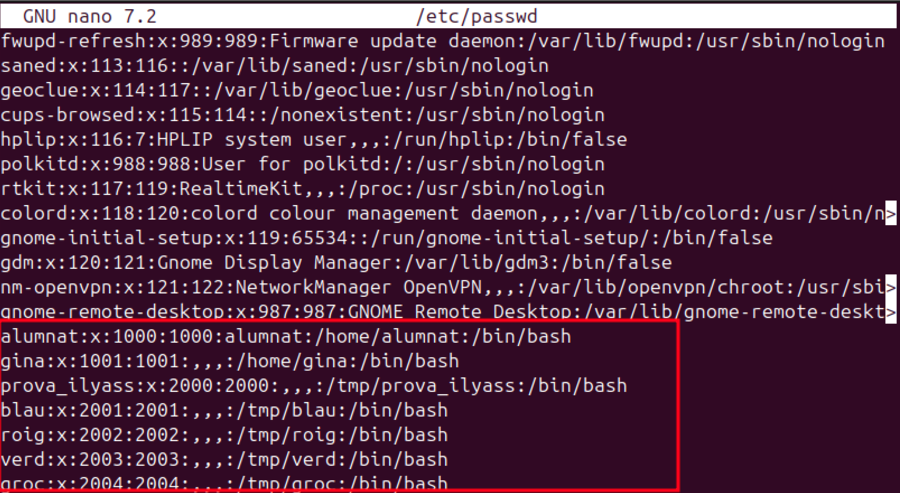 GNU nano 7.2 /etc/passwd
fwupd-refresh:x:989:989:Firmware update daemon:/var/lib/fwupd:/usr/sbin/nologin
saned:x:113:116::/var/lib/saned:/usr/sbin/nologin
geoclue:x:114:117::/var/lib/geoclue:/usr/sbin/nologin
cups-browsed:x:115:114::/nonexistent:/usr/sbin/nologin
hplip:x:116:7:HPLIP system user,,,:/run/hplip:/bin/false
polkitd:x:988:988:User for polkitd:/:/usr/sbin/nologin
rtkit:x:117:119:RealtimeKit,,,:/proc:/usr/sbin/nologin
colord:x:118:120:colord colour management daemon,,,:/var/lib/colord:/usr/sbin/n>
gnome-initial-setup:x:119:65534::/run/gnome-initial-setup/:/bin/false
gdm:x:120:121:Gnome Display Manager:/var/lib/gdm3:/bin/false
nm-openvpn:x:121:122:NetworkManager OpenVPN,,,:/var/lib/openvpn/chroot:/usr/sbi>
gnome-remote-desktop:x:987:987:GNOME Remote Desktop:/var/lib/gnome-remote-deskt>
alumnat:x:1000:1000:alumnat:/home/alumnat:/bin/bash
gina:x:1001:1001:,,,:/home/gina:/bin/bash
prova_ilyass:x:2000:2000:,,,:/tmp/prova_ilyass:/bin/bash
blau:x:2001:2001:,,,:/tmp/blau:/bin/bash
roig:x:2002:2002:,,,:/tmp/roig:/bin/bash
verd:x:2003:2003:,,,:/tmp/verd:/bin/bash
groc:x:2004:2004:,,,:/tmp/groc:/bin/bash